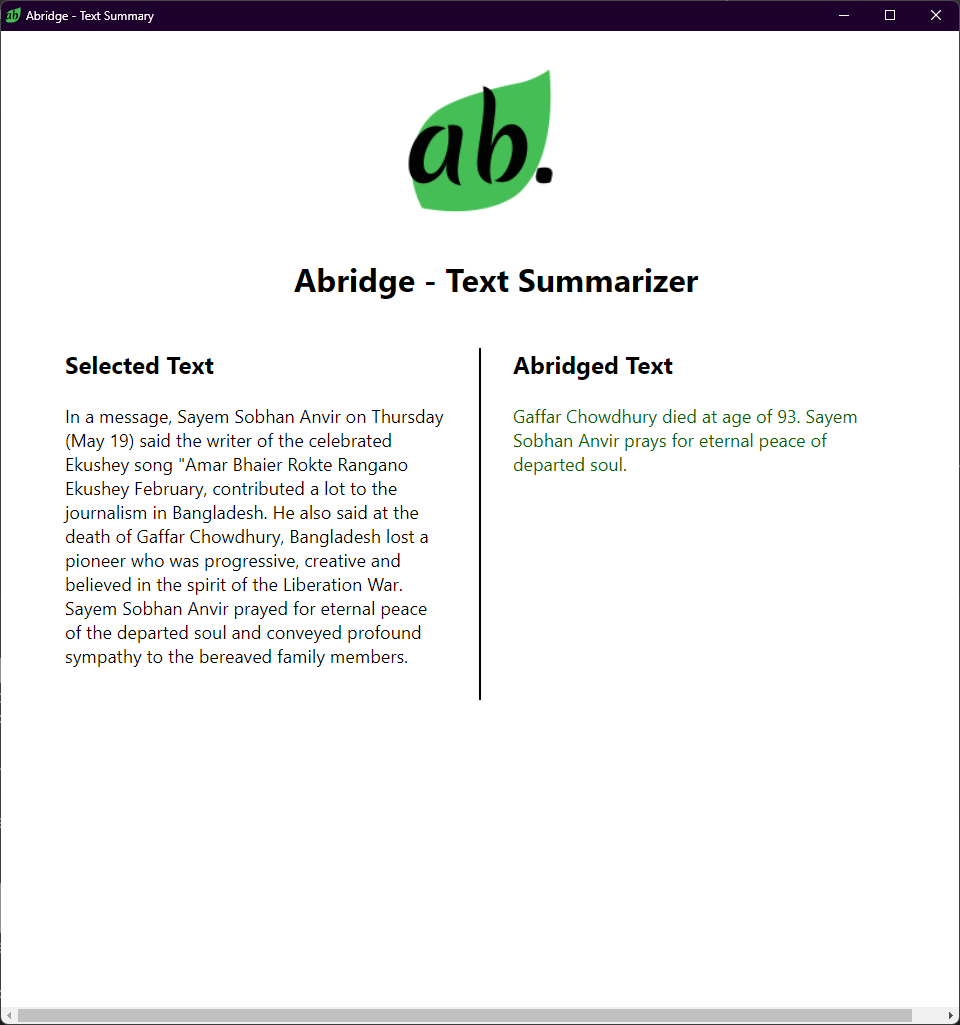 Abridge - Text Summary
ab.
Abridge - Text Summarizer
Selected Text
In a message, Sayem Sobhan Anvir on Thursday
(May 19) said the writer of the celebrated
Ekushey song "Amar Bhaier Rokte Rangano
Ekushey February, contributed a lot to the
journalism in Bangladesh. He also said at the
death of Gaffar Chowdhury, Bangladesh lost a
pioneer who was progressive, creative and
believed in the spirit of the Liberation War.
Sayem Sobhan Anvir prayed for eternal peace
of the departed soul and conveyed profound
sympathy to the bereaved family members.
Abridged Text
Gaffar Chowdhury died at age of 93. Sayem
Sobhan Anvir prays for eternal peace of
departed soul.